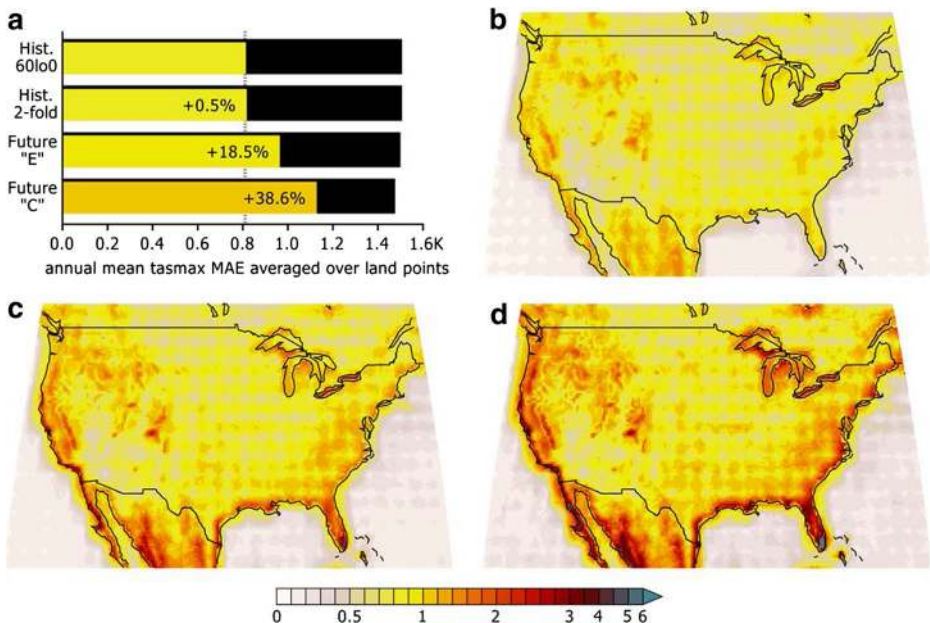 a
Hist.
60lo0
Hist.
2-fold
+0.5%
Future
"E"
+18.5%
Future
"C"
+38.6%
0.0 0.2 0.4 0.6 0.8 1.0 1.2 1.4 1.6K
annual mean tasmax MAE averaged over land points
b
c
d
0 0.5 1 2 3 4 5 6